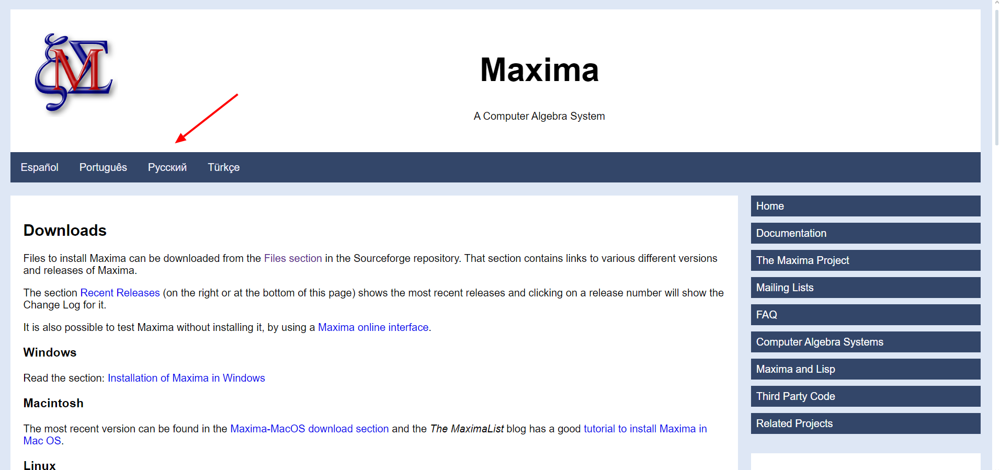 Maxima
A Computer Algebra System
Español Português Русский Türkçe
Downloads
Files to install Maxima can be downloaded from the Files section in the Sourceforge repository. That section contains links to various different versions
and releases of Maxima.
The section Recent Releases (on the right or at the bottom of this page) shows the most recent releases and clicking on a release number will show the
Change Log for it.
It is also possible to test Maxima without installing it, by using a Maxima online interface.
Windows
Read the section: Installation of Maxima in Windows
Macintosh
The most recent version can be found in the Maxima-MacOS download section and the The MaximaList blog has a good tutorial to install Maxima in
Mac OS.
Linux
Home
Documentation
The Maxima Project
Mailing Lists
FAQ
Computer Algebra Systems
Maxima and Lisp
Third Party Code
Related Projects